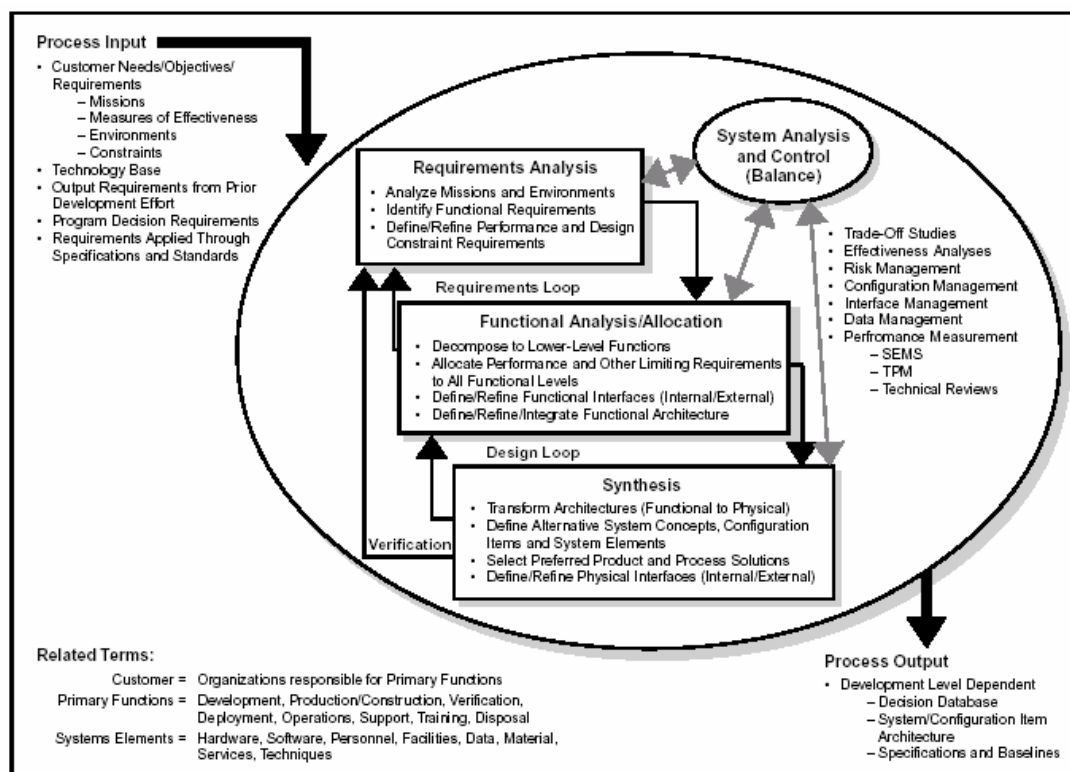 Process Input
• Customer Needs/Objectives/
Requirements
– Missions
– Measures of Effectiveness
– Environments
– Constraints
• Technology Base
• Output Requirements from Prior
Development Effort
• Program Decision Requirements
• Requirements Applied Through
Specifications and Standards
System Analysis
and Control
(Balance)
Requirements Analysis
• Analyze Missions and Environments
• Identify Functional Requirements
• Define/Refine Performance and Design
Constraint Requirements
• Trade-Off Studies
• Effectiveness Analyses
• Risk Management
• Configuration Management
• Interface Management
• Data Management
• Perfromance Measurement
– SEMS
– TPM
– Technical Reviews
Requirements Loop
Functional Analysis/Allocation
• Decompose to Lower-Level Functions
• Allocate Performance and Other Limiting Requirements
to All Functional Levels
• Define/Refine Functional Interfaces (Internal/External)
• Define/Refine/Integrate Functional Architecture
Design Loop
Synthesis
• Transform Architectures (Functional to Physical)
• Define Alternative System Concepts, Configuration
Items and System Elements
• Select Preferred Product and Process Solutions
• Define/Refine Physical Interfaces (Internal/External)
Verification
Related Terms:
Customer = Organizations responsible for Primary Functions
Primary Functions = Development, Production/Construction, Verification,
Deployment, Operations, Support, Training, Disposal
Systems Elements = Hardware, Software, Personnel, Facilities, Data, Material,
Services, Techniques
Process Output
• Development Level Dependent
– Decision Database
– System/Configuration Item
Architecture
– Specifications and Baselines